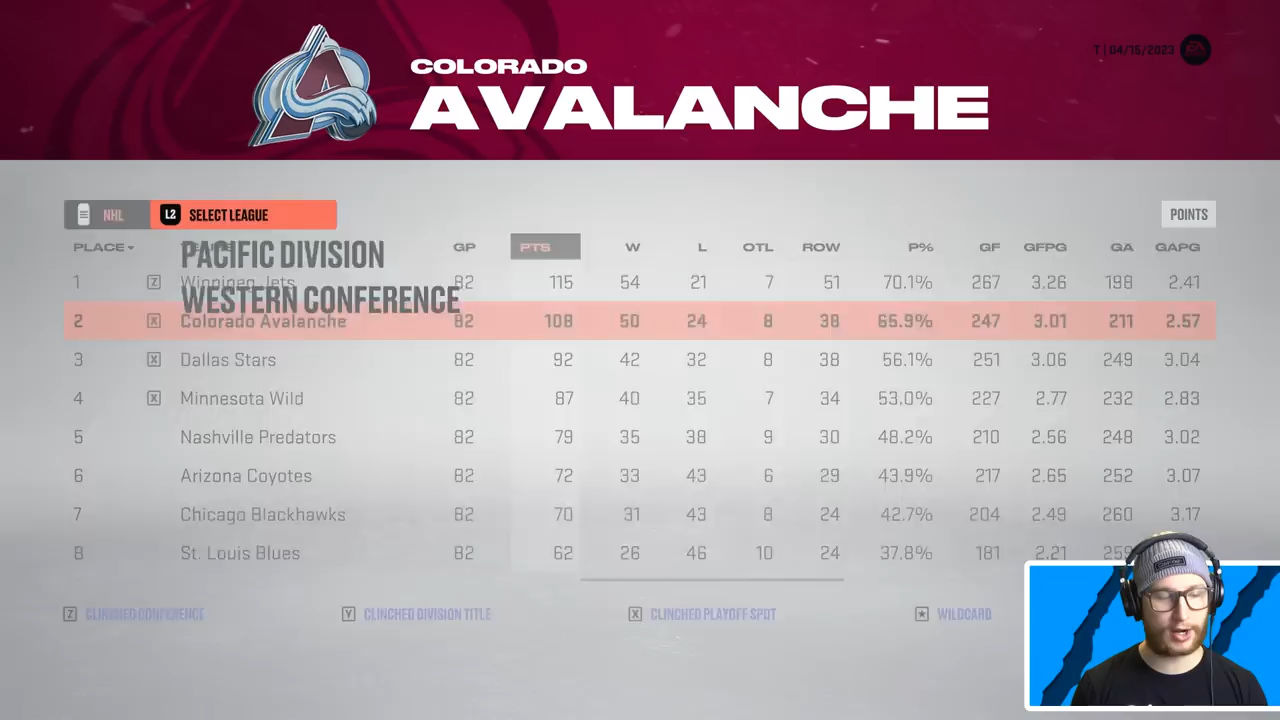 COLORADO
AVALANCHE
T | 04/15/2023 EA
NHL L2 SELECT LEAGUE POINTS
PLACE GP PTS W L OTL ROW P% GF GFPG GA GAPG
PACIFIC DIVISION
1 Z Winnipeg Jets 82 115 54 21 7 51 70.1% 267 3.26 198 2.41
WESTERN CONFERENCE
2 X Colorado Avalanche 82 108 50 24 8 38 65.9% 247 3.01 211 2.57
3 X Dallas Stars 82 92 42 32 8 38 56.1% 251 3.06 249 3.04
4 X Minnesota Wild 82 87 40 35 7 34 53.0% 227 2.77 232 2.83
5 Nashville Predators 82 79 35 38 9 30 48.2% 210 2.56 248 3.02
6 Arizona Coyotes 82 72 33 43 6 29 43.9% 217 2.65 252 3.07
7 Chicago Blackhawks 82 70 31 43 8 24 42.7% 204 2.49 260 3.17
8 St. Louis Blues 82 62 26 46 10 24 37.8% 181 2.21 259
Z CLINCHED CONFERENCE Y CLINCHED DIVISION TITLE X CLINCHED PLAYOFF SPOT ★ WILDCARD